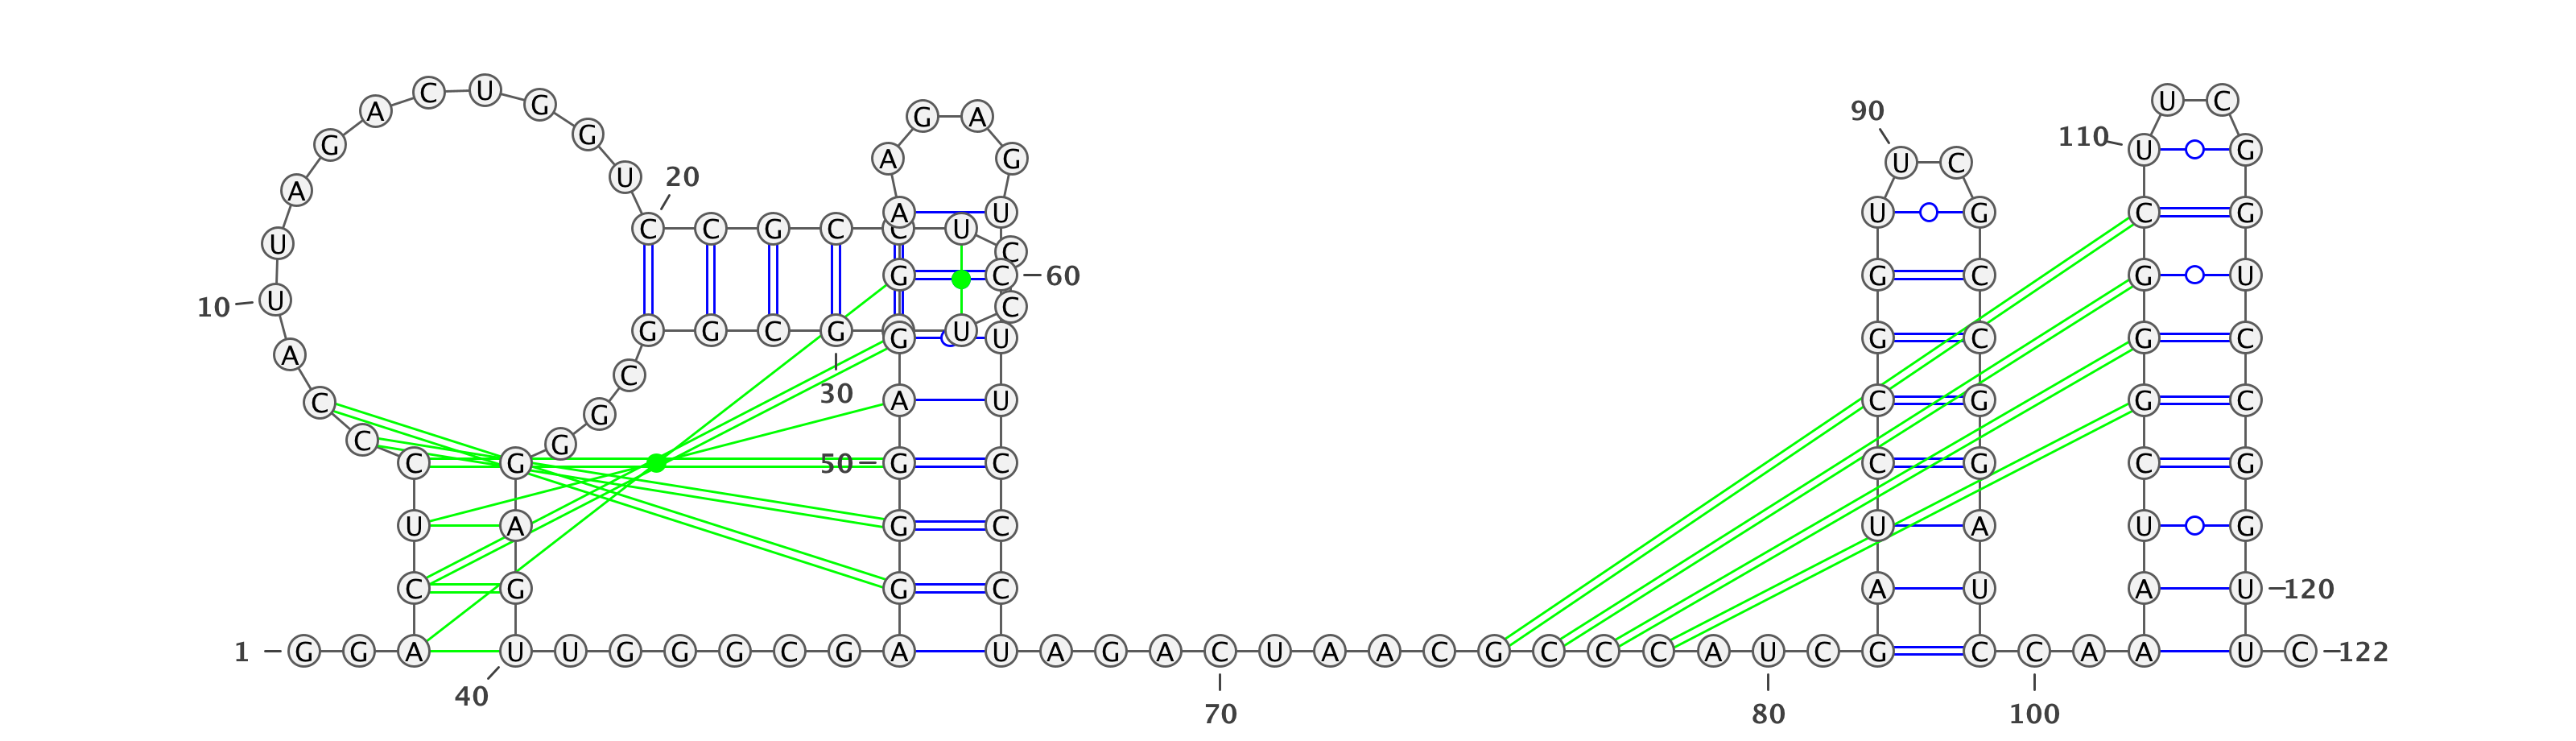 1
G G A C U C C C A U
10
U A G A C U G G U C
20
C G C C U C C U
G
30
C G G C G G G A G U
40
U G G G C G A G G G
50
A G G A A G A G U C
60
U U C C C U A G A C
70
U A A C G C C C A U
80
C G A U C C G G U U
90
C G C C G G A U C C
100
A A A U C G G G C U
110
U C G G U C C G G U
120
U C
122